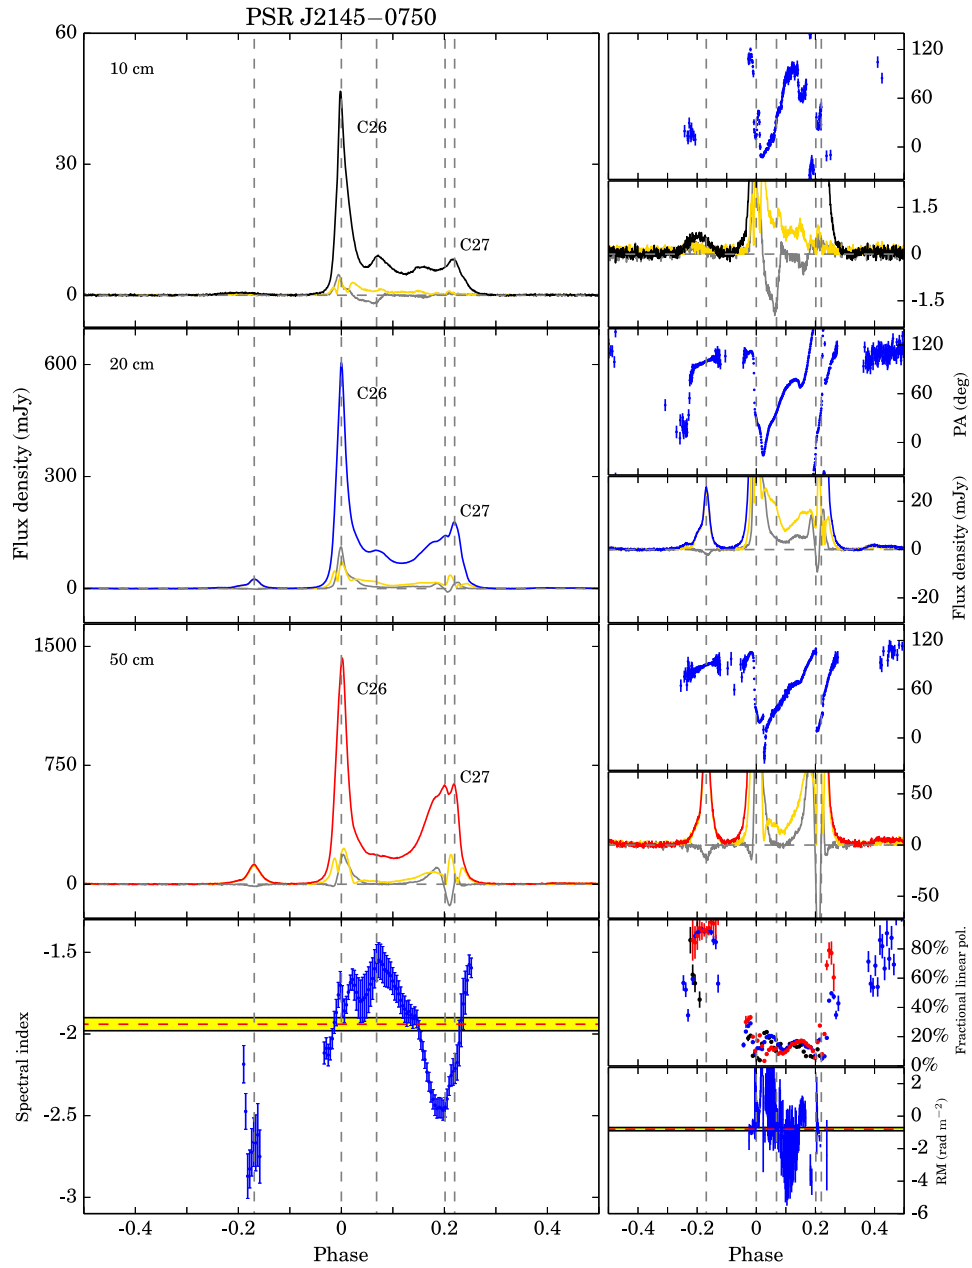 PSR J2145−0750
60
30
0
10 cm
C26
C27
600
300
0
20 cm
C26
C27
Flux density (mJy)
1500
750
0
50 cm
C26
C27
-1.5
-2
-2.5
-3
Spectral index
-0.4
-0.2
0
0.2
0.4
Phase
120
60
0
1.5
0
-1.5
120
60
0
PA (deg)
20
0
-20
Flux density (mJy)
120
60
0
50
0
-50
80%
60%
40%
20%
0%
Fractional linear pol.
2
0
-2
-4
-6
RM (rad m−2)
-0.4
-0.2
0
0.2
0.4
Phase